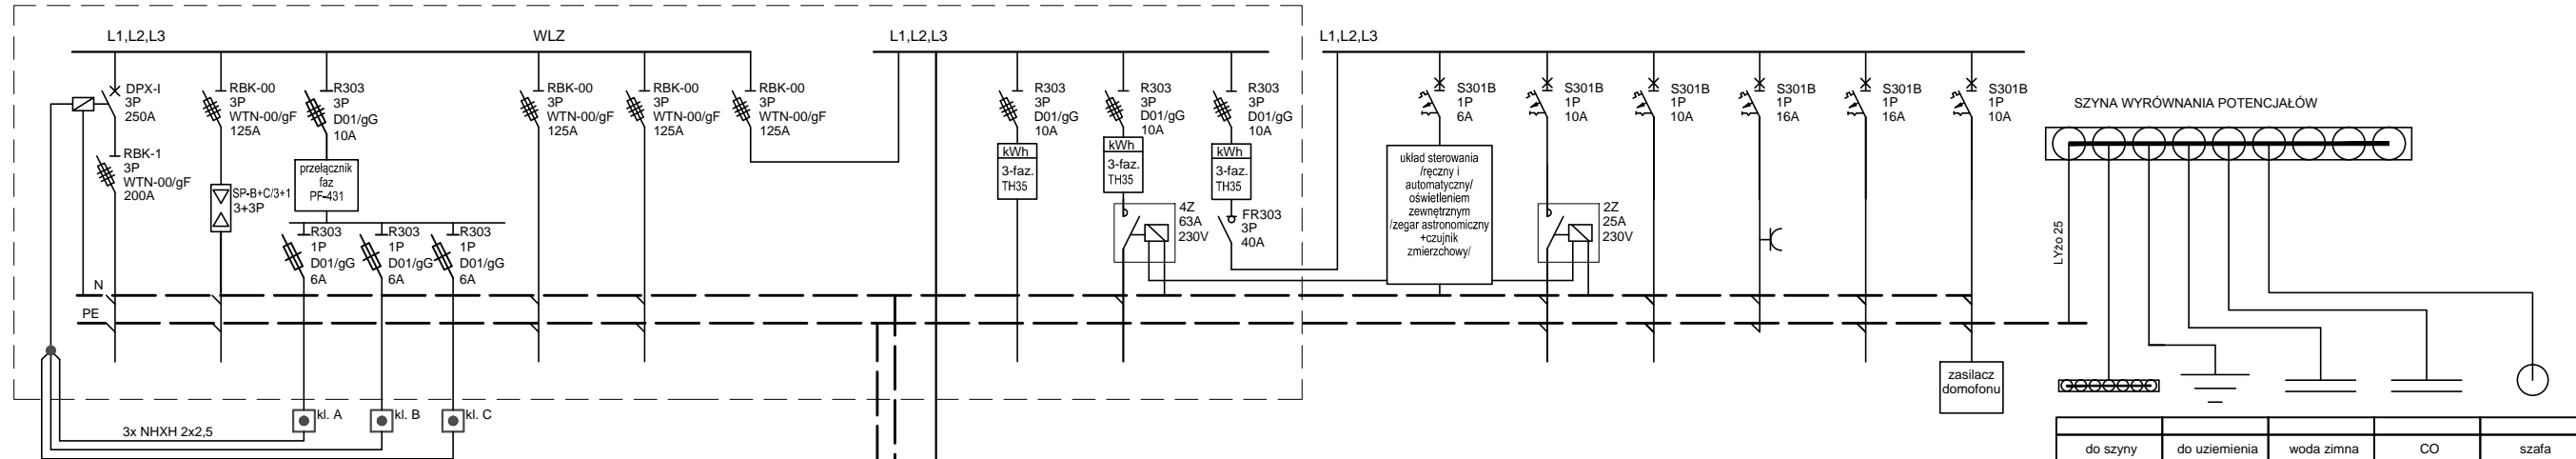 L1,L2,L3
WLZ
L1,L2,L3
L1,L2,L3
DPX-I
3P
250A
RBK-1
3P
WTN-00/gF
200A
RBK-00
3P
WTN-00/gF
125A
SP-B+C/3+1
3+3P
R303
3P
D01/gG
10A
przełącznik
faz
PF-431
R303
1P
D01/gG
6A
R303
1P
D01/gG
6A
R303
1P
D01/gG
6A
RBK-00
3P
WTN-00/gF
125A
RBK-00
3P
WTN-00/gF
125A
RBK-00
3P
WTN-00/gF
125A
R303
3P
D01/gG
10A
kWh
3-faz.
TH35
R303
3P
D01/gG
10A
kWh
3-faz.
TH35
4Z
63A
230V
R303
3P
D01/gG
10A
kWh
3-faz.
TH35
FR303
3P
40A
S301B
1P
6A
układ sterowania
/ręczny i
automatyczny/
oświetleniem
zewnętrznym
/zegar astronomiczny
+czujnik
zmierzchowy/
S301B
1P
10A
2Z
25A
230V
S301B
1P
10A
S301B
1P
16A
S301B
1P
16A
S301B
1P
10A
zasilacz
domofonu
N
PE
kl. A
kl. B
kl. C
3x NHXH 2x2,5
SZYNA WYRÓWNANIA POTENCJAŁÓW
LYżo 25
do szyny
do uziemienia
woda zimna
CO
szafa